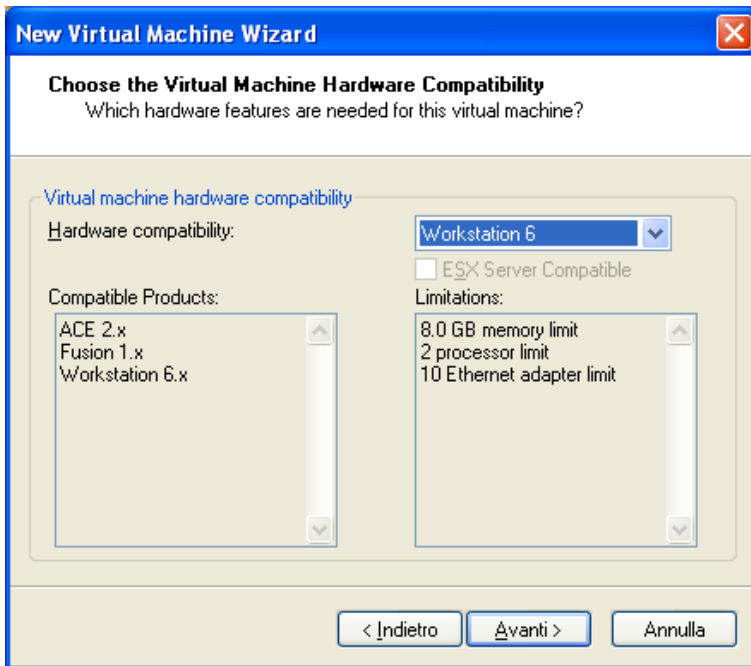 New Virtual Machine Wizard
Choose the Virtual Machine Hardware Compatibility
Which hardware features are needed for this virtual machine?
Virtual machine hardware compatibility
Hardware compatibility:
Workstation 6
ESX Server Compatible
Compatible Products:
ACE 2.x
Fusion 1.x
Workstation 6.x
Limitations:
8.0 GB memory limit
2 processor limit
10 Ethernet adapter limit
< Indietro
Avanti >
Annulla